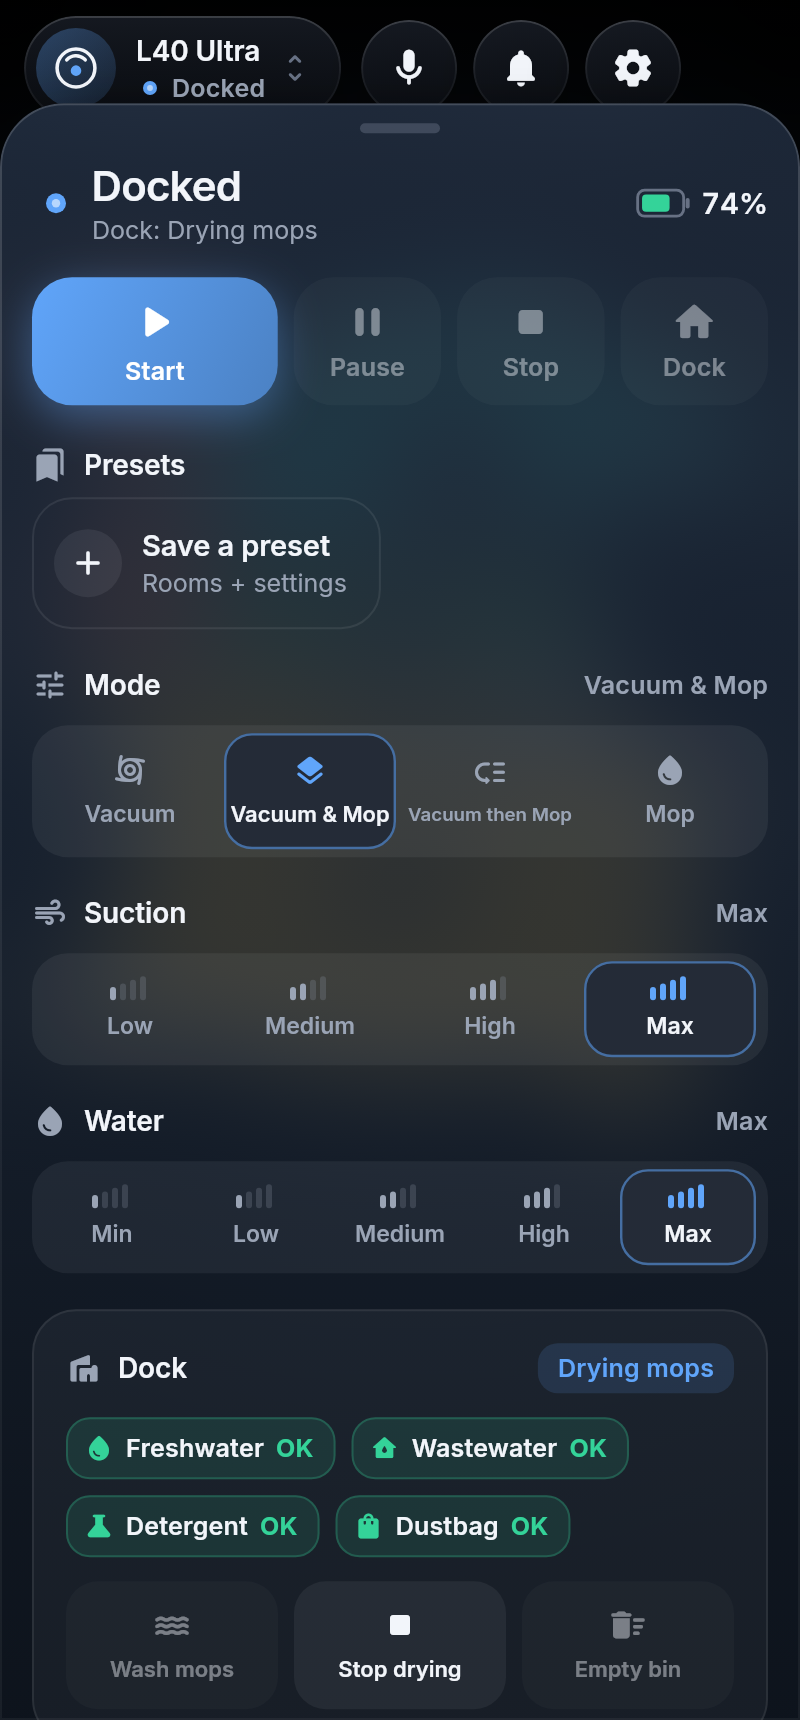 L40 Ultra
Docked
Docked
Dock: Drying mops
74%
Start
Pause
Stop
Dock
Presets
Save a preset
Rooms + settings
Mode
Vacuum & Mop
Vacuum
Vacuum & Mop
Vacuum then Mop
Mop
Suction
Max
Low
Medium
High
Max
Water
Max
Min
Low
Medium
High
Max
Dock
Drying mops
Freshwater OK
Wastewater OK
Detergent OK
Dustbag OK
Wash mops
Stop drying
Empty bin